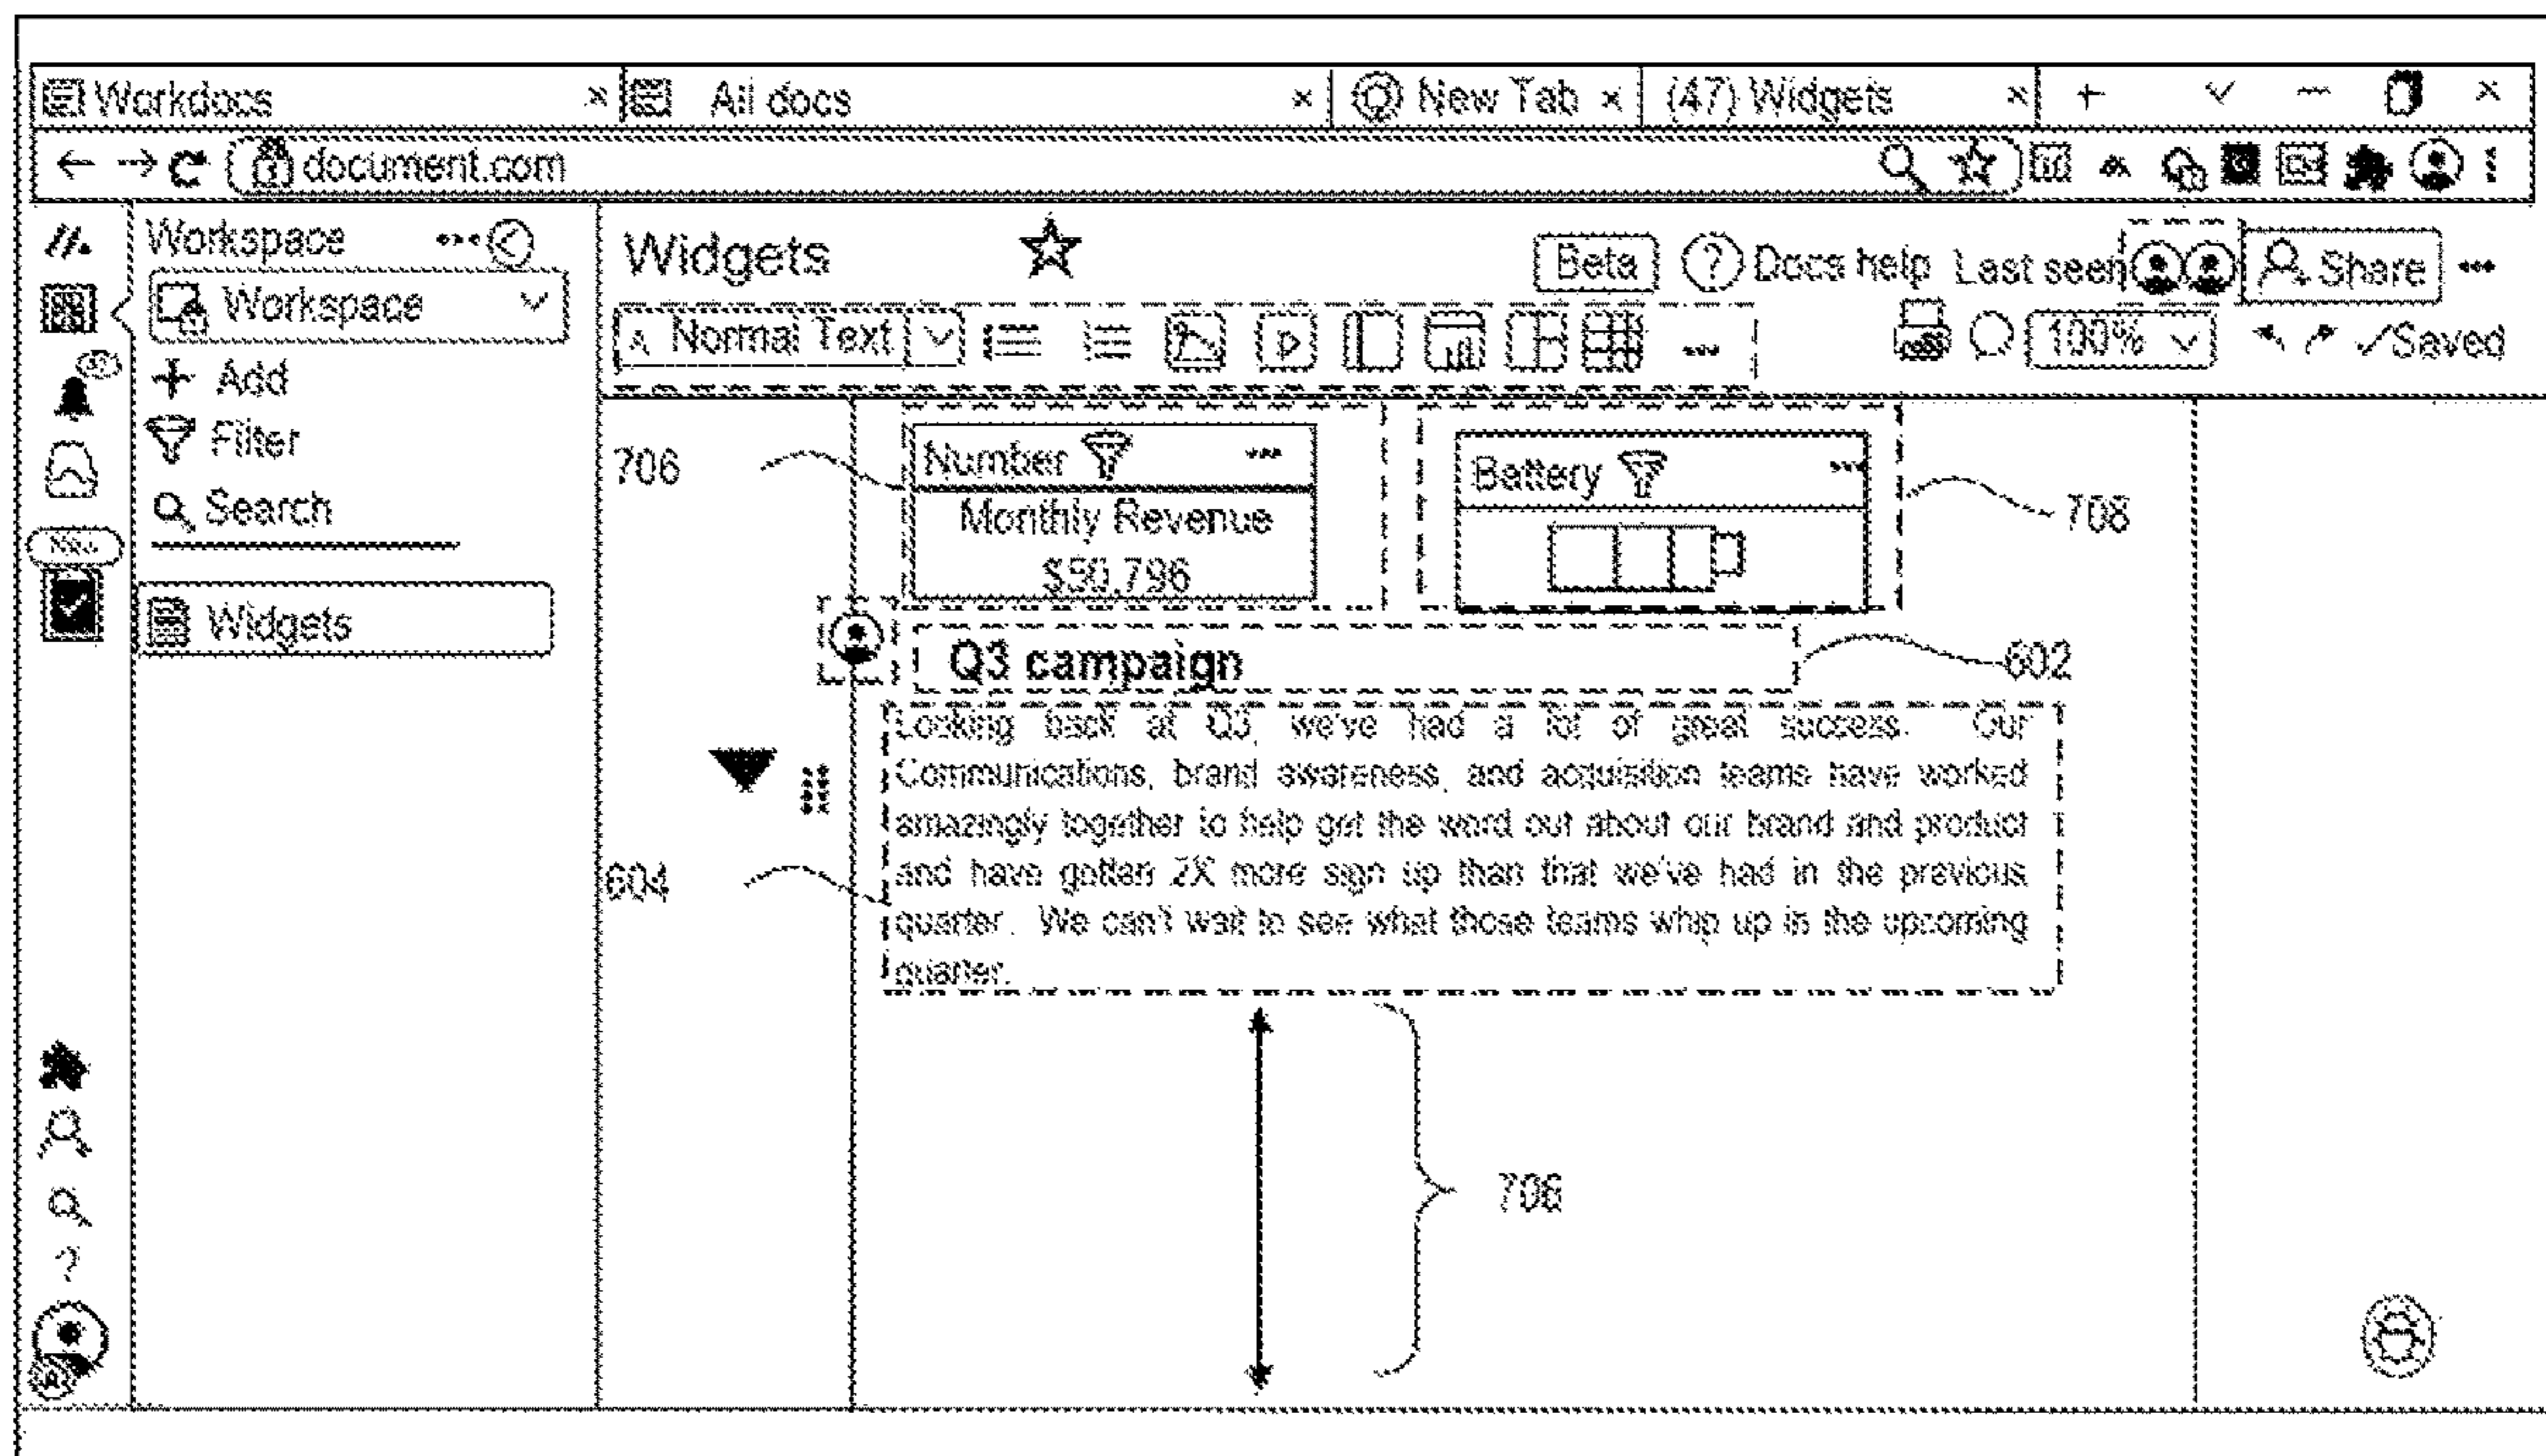 Workdocs × All docs × New Tab × (47) Widgets × + ×
document.com
Workspace
Widgets
Beta ? Docs help Last seen Share
Workspace
A Normal Text
100% Saved
Add
Filter
Search
Widgets
706
Number
Monthly Revenue
Battery
708
Q3 campaign
602
Looking back at Q3, we've had a lot of great success. Our
Communications, brand awareness, and acquisition teams have worked
amazingly together to help get the word out about our brand and product
and have gotten 2X more sign up than that we've had in the previous
quarter. We can't wait to see what those teams whip up in the upcoming
quarter.
604
706